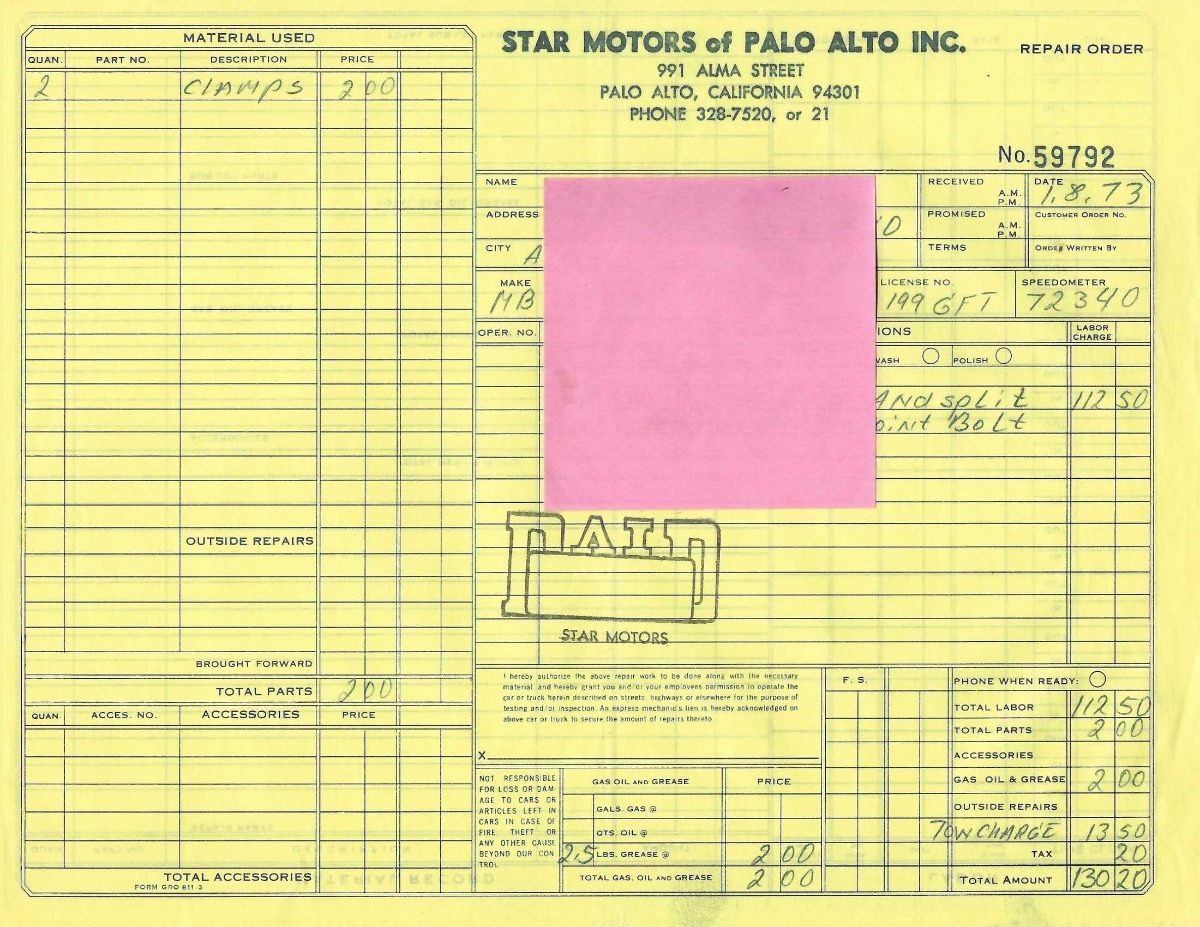 MATERIAL USED
QUAN. PART NO. DESCRIPTION PRICE
2 CLAMPS 2 00
OUTSIDE REPAIRS
BROUGHT FORWARD
TOTAL PARTS 2 00
QUAN. ACCES. NO. ACCESSORIES PRICE
TOTAL ACCESSORIES
FORM GRO 811 3
STAR MOTORS of PALO ALTO INC.
991 ALMA STREET
PALO ALTO, CALIFORNIA 94301
PHONE 328-7520, or 21
REPAIR ORDER
No. 59792
NAME
ADDRESS
CITY A
RECEIVED A.M. P.M.
DATE 1.8.73
PROMISED A.M. P.M.
CUSTOMER ORDER NO.
TERMS
ORDER WRITTEN BY
MAKE MB
LICENSE NO. 199 GFT
SPEEDOMETER 72340
OPER. NO. IONS LABOR CHARGE
WASH POLISH
AND split 112 50
oint Bolt
PAID
STAR MOTORS
I hereby authorize the above repair work to be done along with the necessary
material, and hereby grant you and/or your employees permission to operate the
car or truck herein described on streets, highways or elsewhere for the purpose of
testing and/or inspection. An express mechanic's lien is hereby acknowledged on
above car or truck to secure the amount of repairs thereto.
X
NOT RESPONSIBLE
FOR LOSS OR DAM-
AGE TO CARS OR
ARTICLES LEFT IN
CARS IN CASE OF
FIRE THEFT OR
ANY OTHER CAUSE
BEYOND OUR CON
TROL
GAS OIL AND GREASE PRICE
GALS. GAS @
QTS. OIL @
2.5 LBS. GREASE @ 2 00
TOTAL GAS, OIL AND GREASE 2 00
F. S.
PHONE WHEN READY:
TOTAL LABOR 112 50
TOTAL PARTS 2 00
ACCESSORIES
GAS, OIL & GREASE 2 00
OUTSIDE REPAIRS
TOW CHARGE 13 50
TAX 20
TOTAL AMOUNT 130 20